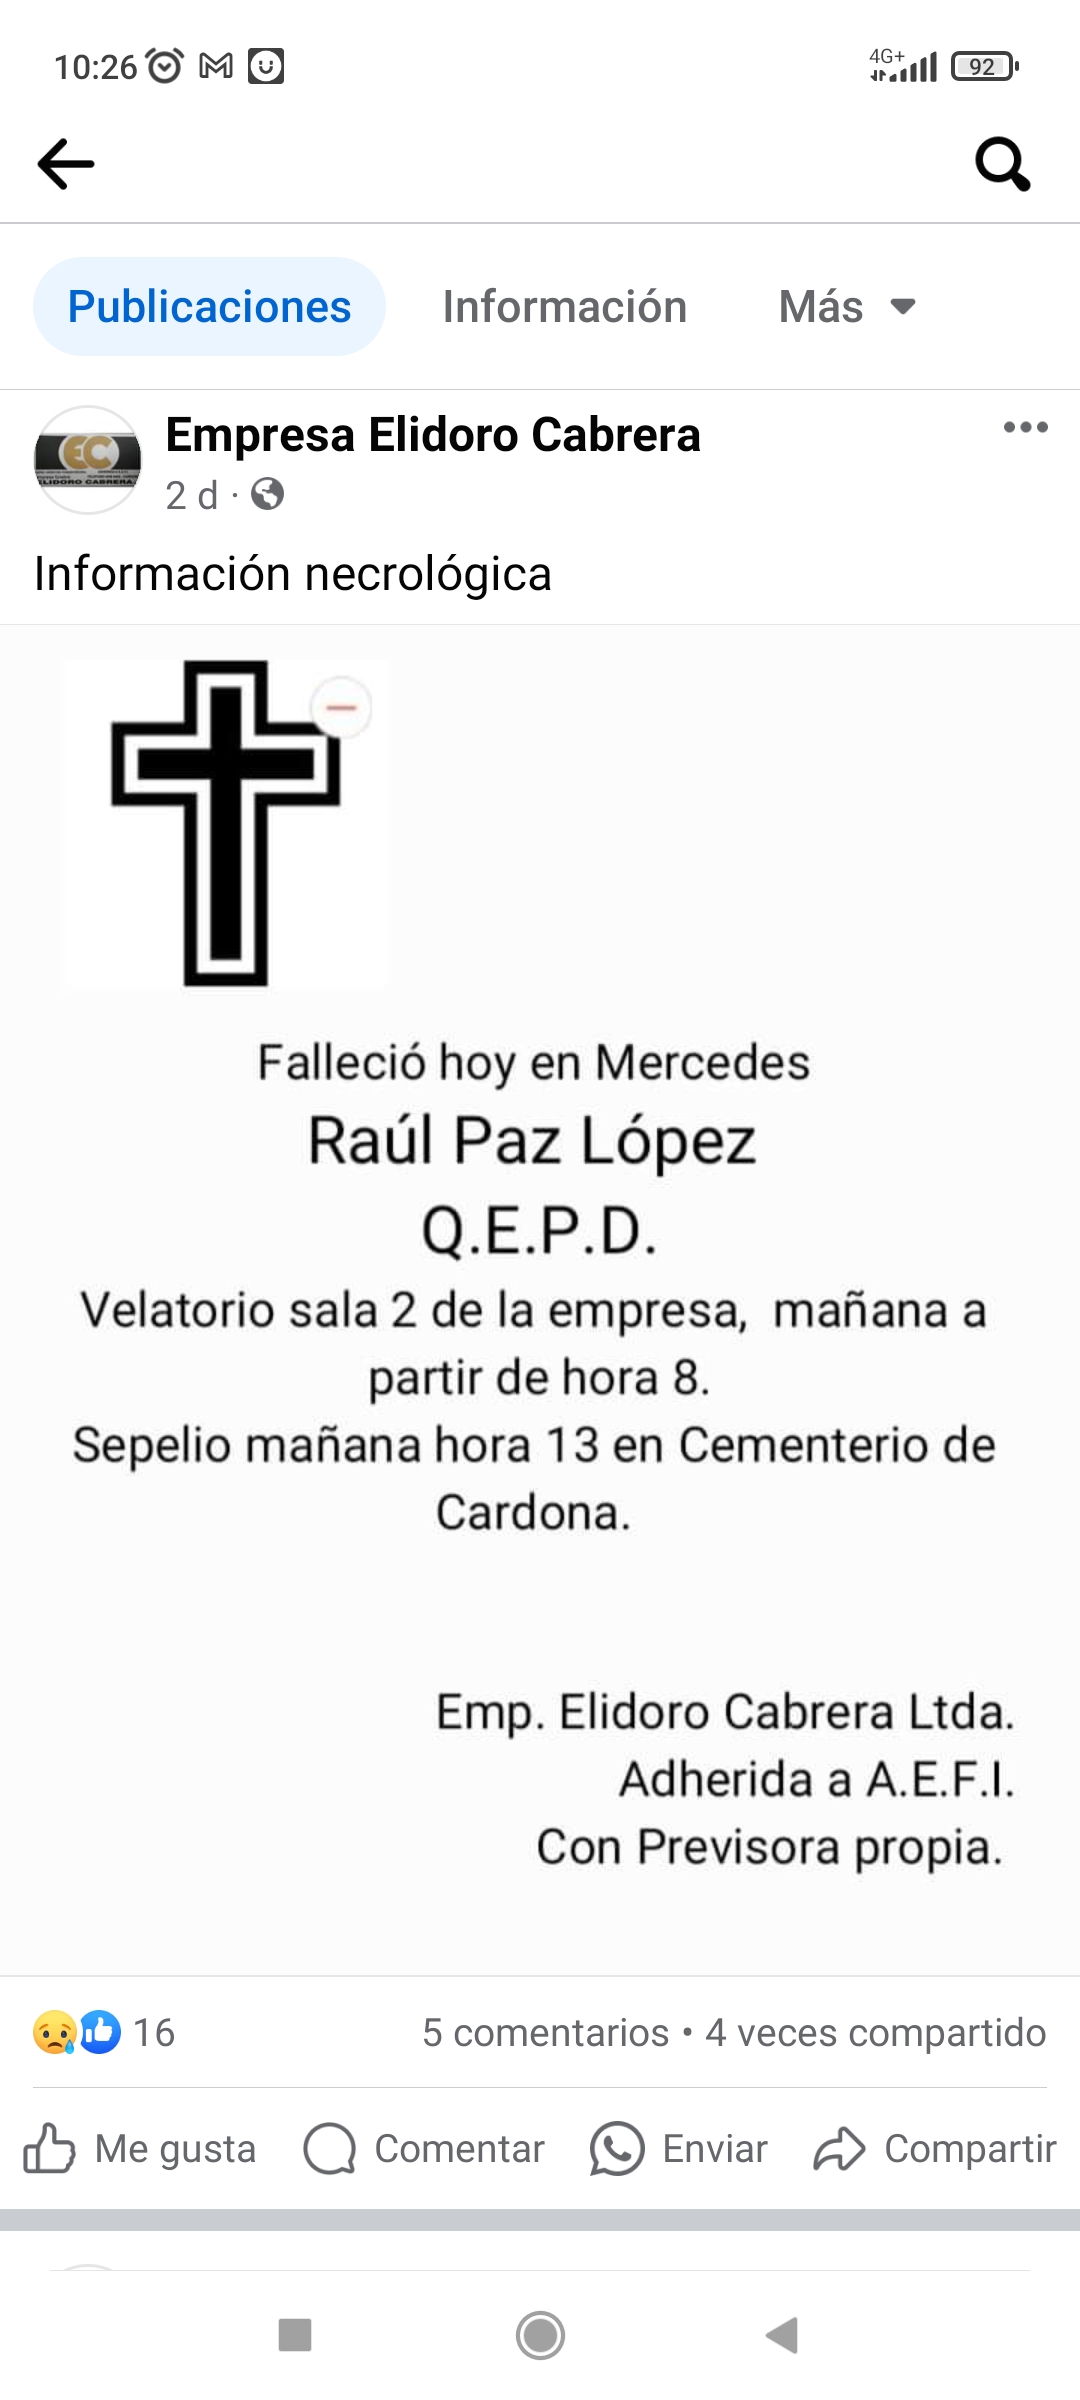 10:26
4G+
92
Publicaciones
Información
Más
EC
ELIDORO CABRERA
Empresa Elidoro Cabrera
2 d ·
Información necrológica
Falleció hoy en Mercedes
Raúl Paz López
Q.E.P.D.
Velatorio sala 2 de la empresa,  mañana a
partir de hora 8.
Sepelio mañana hora 13 en Cementerio de
Cardona.
Emp. Elidoro Cabrera Ltda.
Adherida a A.E.F.I.
Con Previsora propia.
16
5 comentarios • 4 veces compartido
Me gusta
Comentar
Enviar
Compartir